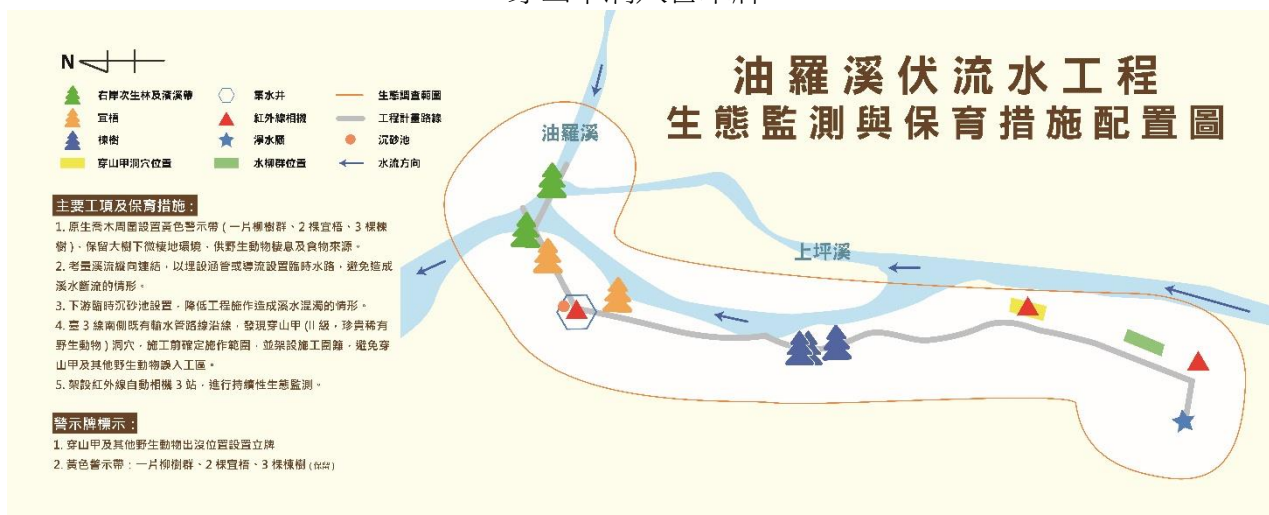 油羅溪伏流水工程
生態監測與保育措施配置圖
N
右岸次生林及濱溪帶
集水井
生態調查範圍
宜梧
紅外線相機
工程計畫路線
楝樹
淨水廠
沉砂池
穿山甲洞穴位置
水柳群位置
水流方向
油羅溪
上坪溪
主要工項及保育措施：
1. 原生喬木周圍設置黃色警示帶(一片柳樹群、2 棵宜梧、3 棵楝
樹)，保留大樹下微棲地環境，供野生動物棲息及食物來源。
2. 考量溪流縱向連結，以埋設涵管或導流設置臨時水路，避免造成
溪水斷流的情形。
3. 下游臨時沉砂池設置，降低工程施作造成溪水混濁的情形。
4. 臺 3 線南側既有輸水管路線沿線，發現穿山甲 (II 級，珍貴稀有
野生動物) 洞穴，施工前確定施作範圍，並架設施工圍籬，避免穿
山甲及其他野生動物誤入工區。
5. 架設紅外線自動相機 3 站，進行持續性生態監測。
警示牌標示：
1. 穿山甲及其他野生動物出沒位置設置立牌
2. 黃色警示帶：一片柳樹群、2 棵宜梧、3 棵楝樹 (保留)